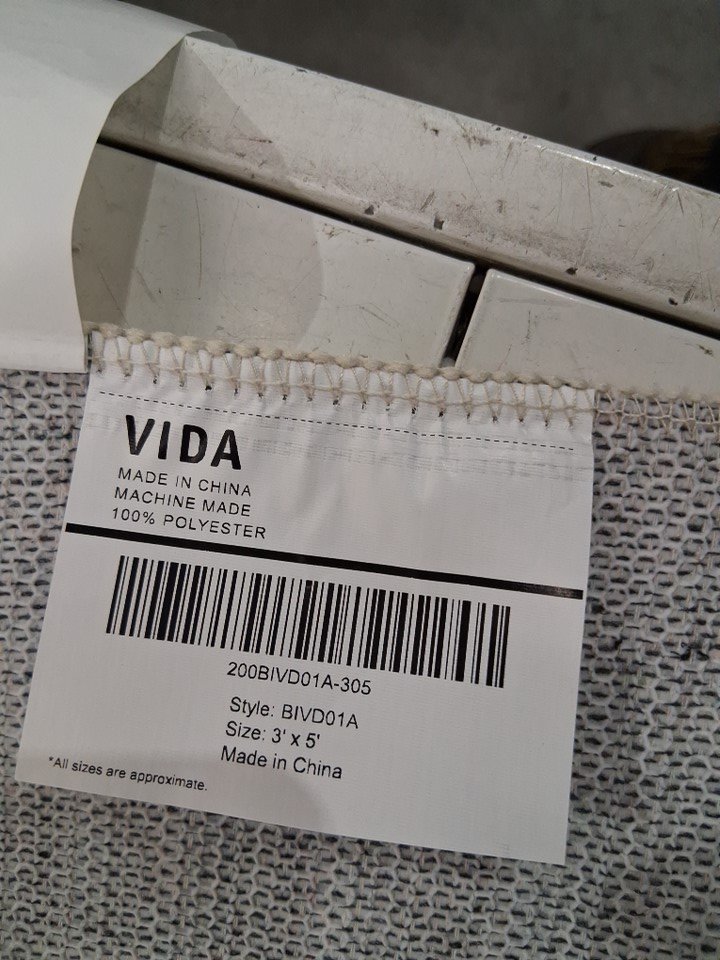 VIDA
MADE IN CHINA
MACHINE MADE
100% POLYESTER
200BIVD01A-305
Style: BIVD01A
Size: 3' x 5'
Made in China
*All sizes are approximate.